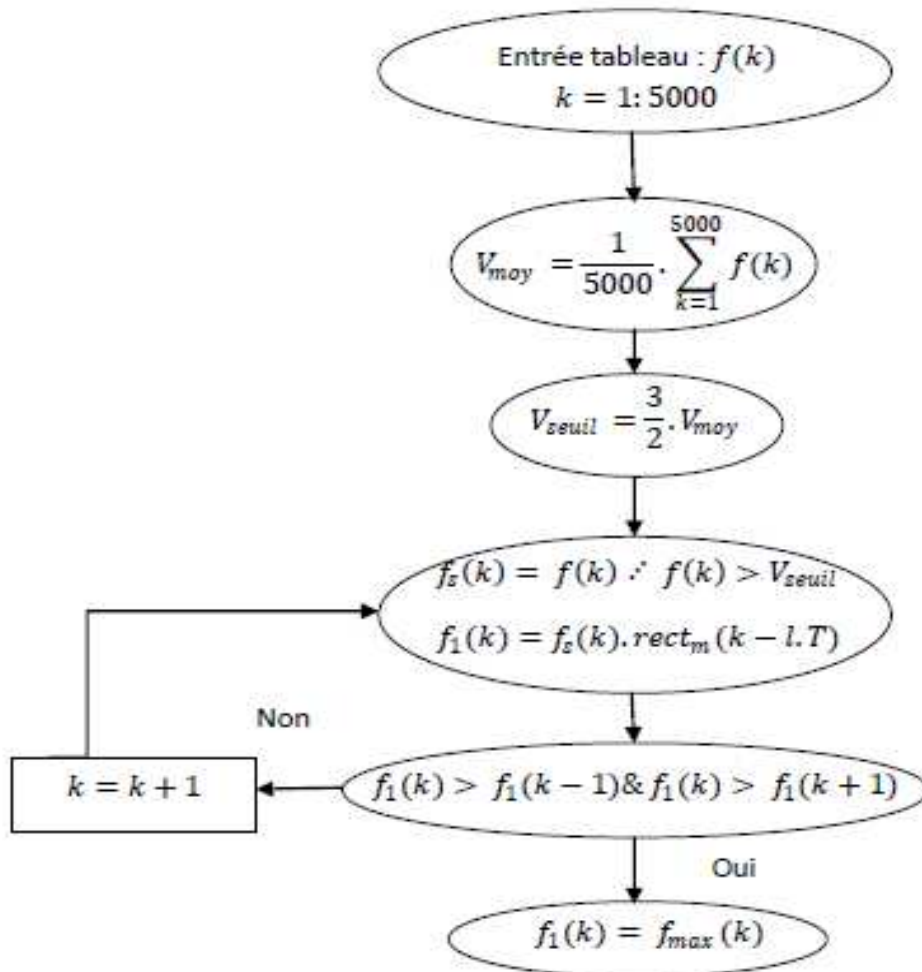 Entrée tableau : f(k)
k = 1: 5000
V_moy = 1/5000 . ∑_{k=1}^{5000} f(k)
V_seuil = 3/2 . V_moy
f_s(k) = f(k) ⋰ f(k) > V_seuil
f_1(k) = f_s(k).rect_m(k − l.T)
Non
k = k + 1
f_1(k) > f_1(k − 1)& f_1(k) > f_1(k + 1)
Oui
f_1(k) = f_max(k)